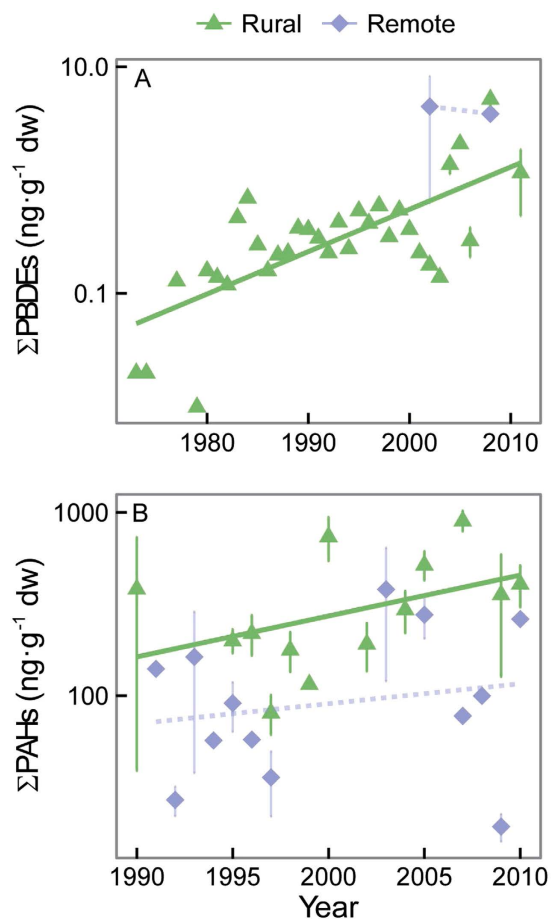 Rural Remote
A
ΣPBDEs (ng·g⁻¹ dw)
10.0
0.1
1980 1990 2000 2010
B
ΣPAHs (ng·g⁻¹ dw)
1000
100
1990 1995 2000 2005 2010
Year